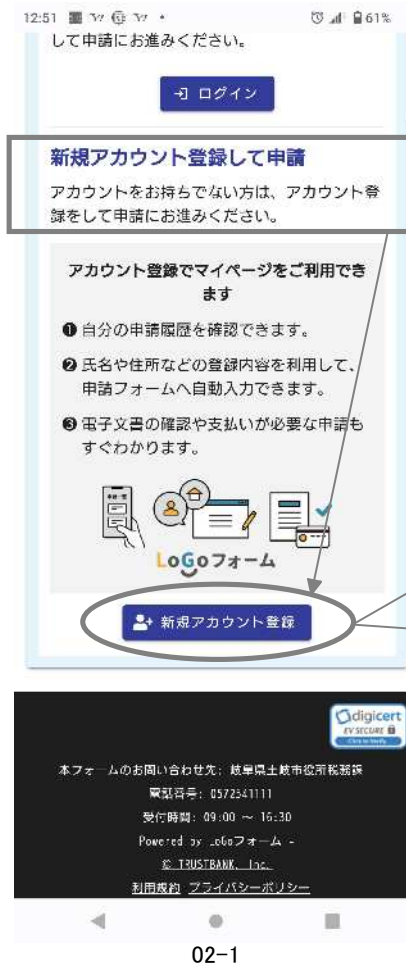 12:51
61%
して申請にお進みください。
ログイン
新規アカウント登録して申請
アカウントをお持ちでない方は、アカウント登
録をして申請にお進みください。
アカウント登録でマイページをご利用でき
ます
❶ 自分の申請履歴を確認できます。
❷ 氏名や住所などの登録内容を利用して、
申請フォームへ自動入力できます。
❸ 電子文書の確認や支払いが必要な申請も
すぐわかります。
LoGoフォーム
新規アカウント登録
digicert
EV SECURE
Click to Verify
本フォームのお問い合わせ先: 岐阜県土岐市役所税務課
電話番号: 0572541111
受付時間: 09:00 ～ 16:30
Powered by LoGoフォーム -
© TRUSTBANK, Inc.
利用規約 プライバシーポリシー
02-1